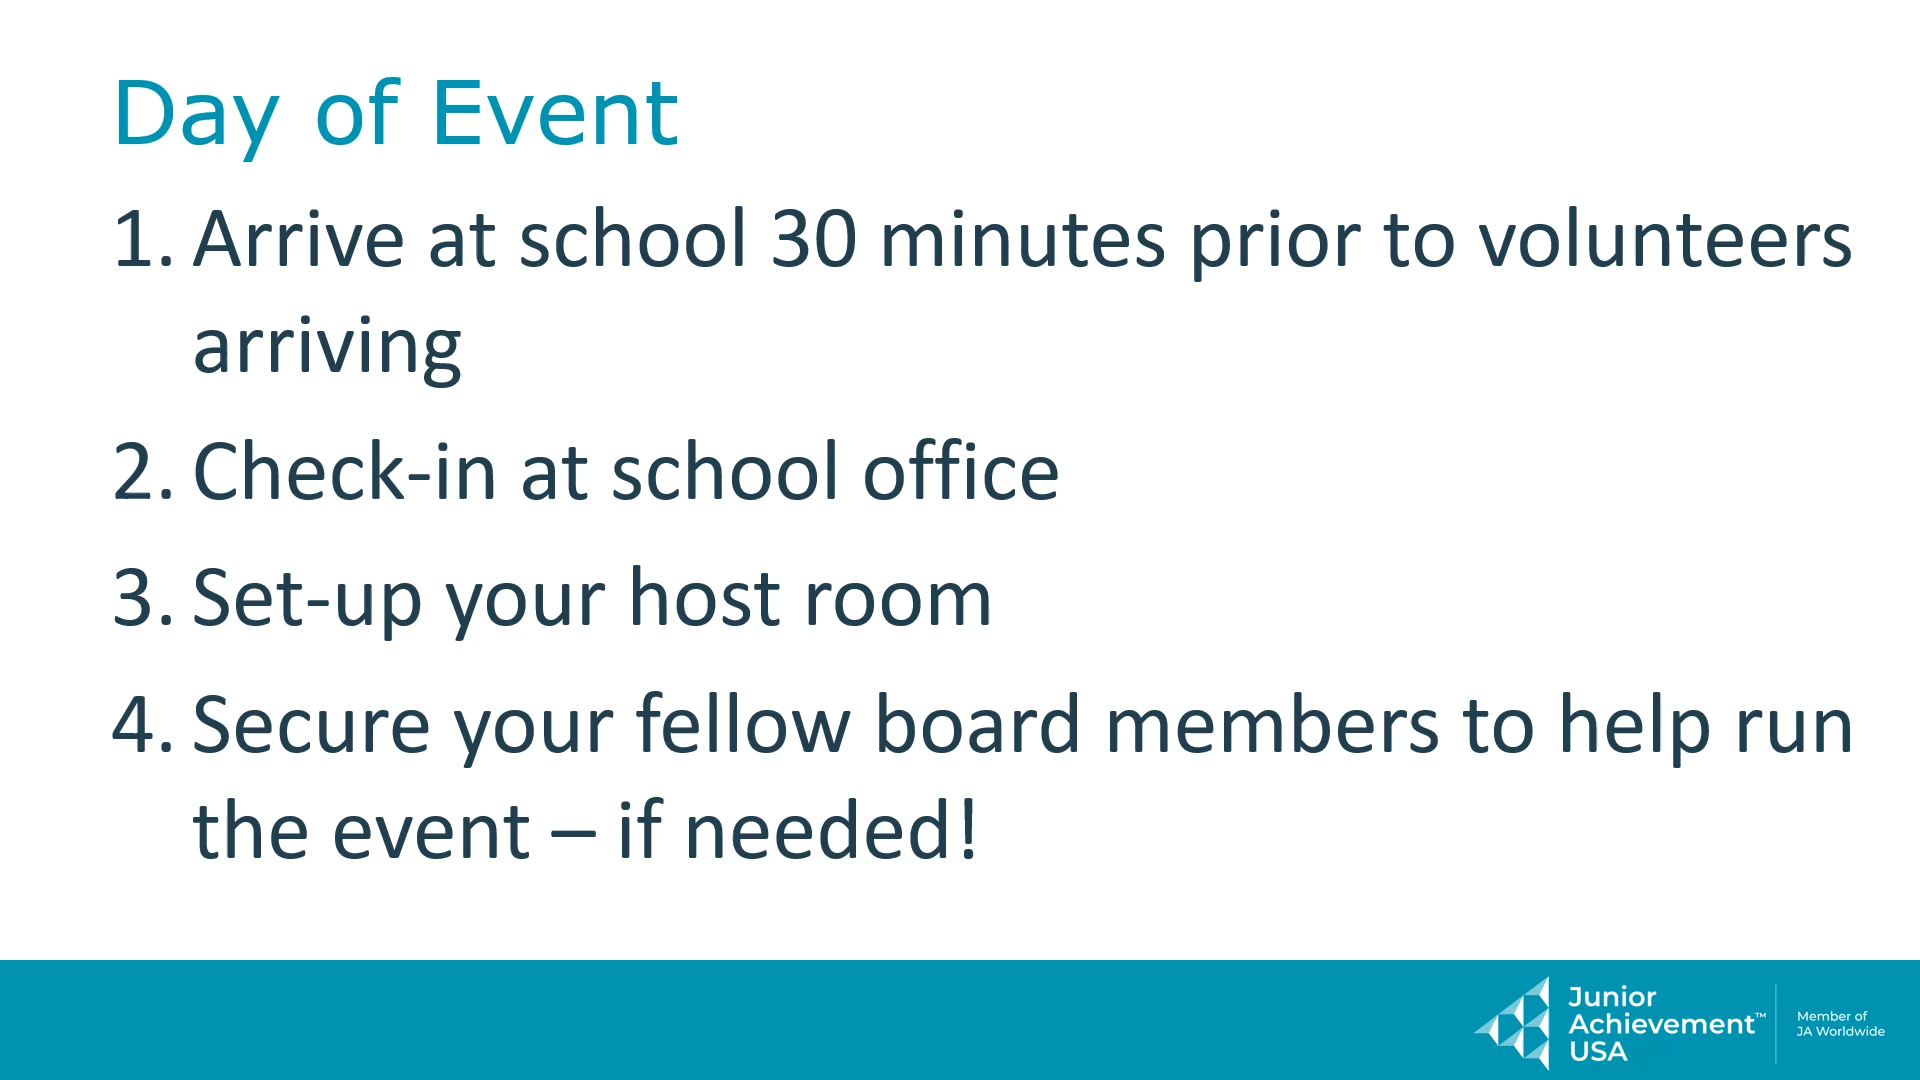 Day of Event
1. Arrive at school 30 minutes prior to volunteers
arriving
2. Check-in at school office
3. Set-up your host room
4. Secure your fellow board members to help run
the event – if needed!
Junior
Achievement™
USA
Member of
JA Worldwide